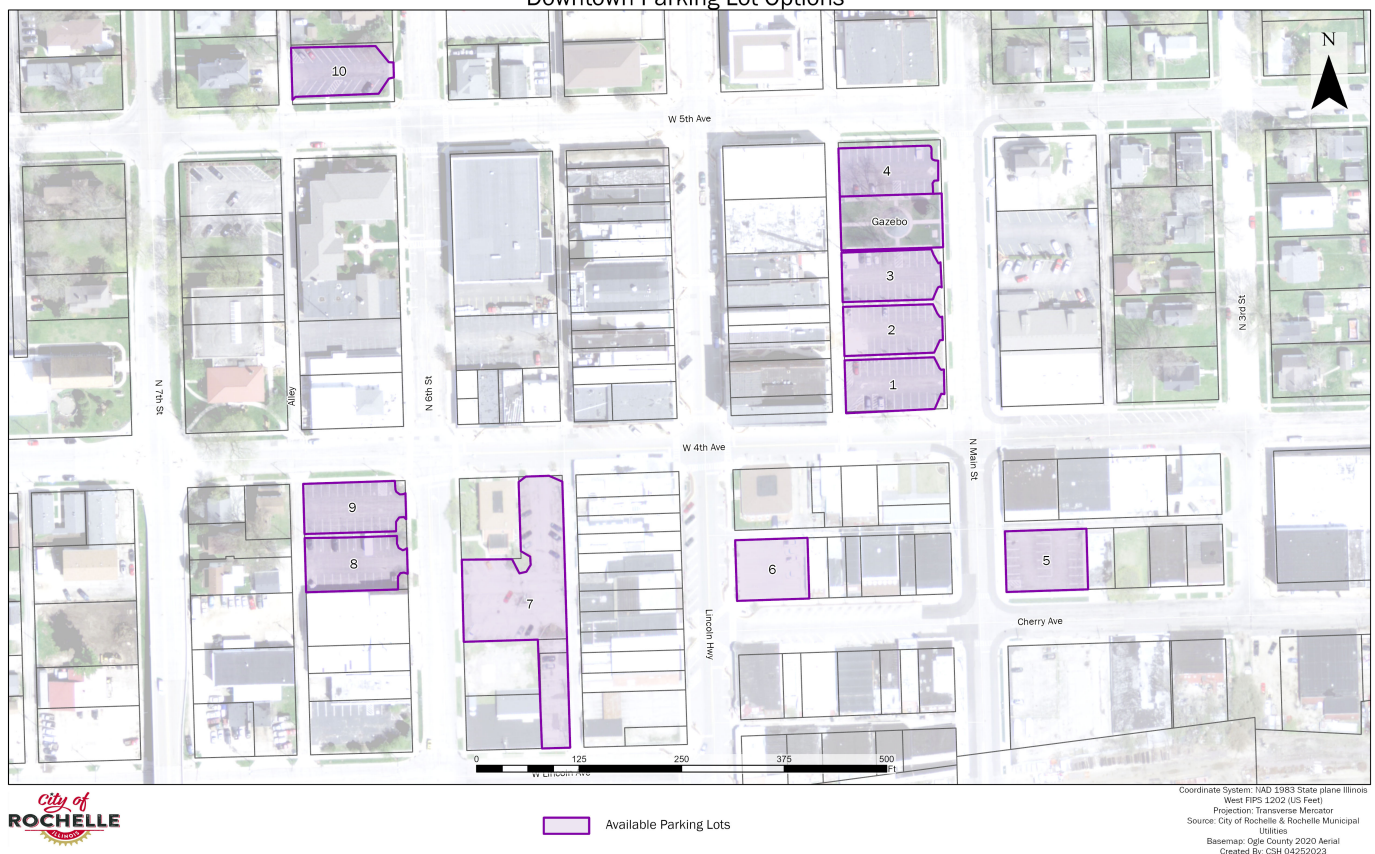 Downtown Parking Lot Options
N
10
W 5th Ave
4
Gazebo
3
2
1
N 3rd St
N 7th St
Alley
N 6th St
W 4th Ave
N Main St
9
8
7
6
5
Lincoln Hwy
Cherry Ave
0 125 250 375 500
Ft
W Lincoln Ave
City of
ROCHELLE
ILLINOIS
Available Parking Lots
Coordinate System: NAD 1983 State plane Illinois
West FIPS 1202 (US Feet)
Projection: Transverse Mercator
Source: City of Rochelle & Rochelle Municipal
Utilities
Basemap: Ogle County 2020 Aerial
Created By: CSH 04252023